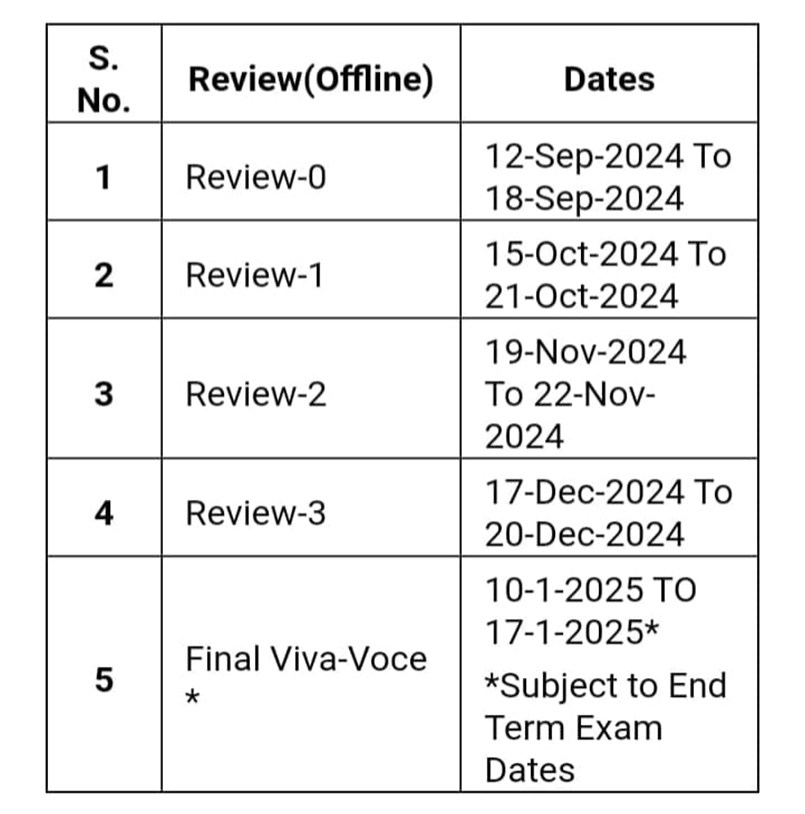 S.
No.
Review(Offline)
Dates
1
Review-0
12-Sep-2024 To
18-Sep-2024
2
Review-1
15-Oct-2024 To
21-Oct-2024
3
Review-2
19-Nov-2024
To 22-Nov-
2024
4
Review-3
17-Dec-2024 To
20-Dec-2024
5
Final Viva-Voce
*
10-1-2025 TO
17-1-2025*
*Subject to End
Term Exam
Dates